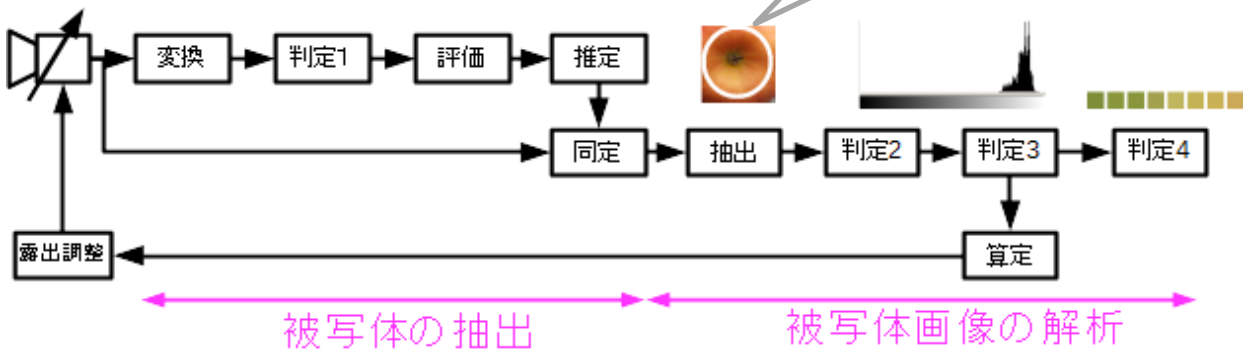 変換
判定1
評価
推定
同定
抽出
判定2
判定3
判定4
露出調整
算定
被写体の抽出
被写体画像の解析